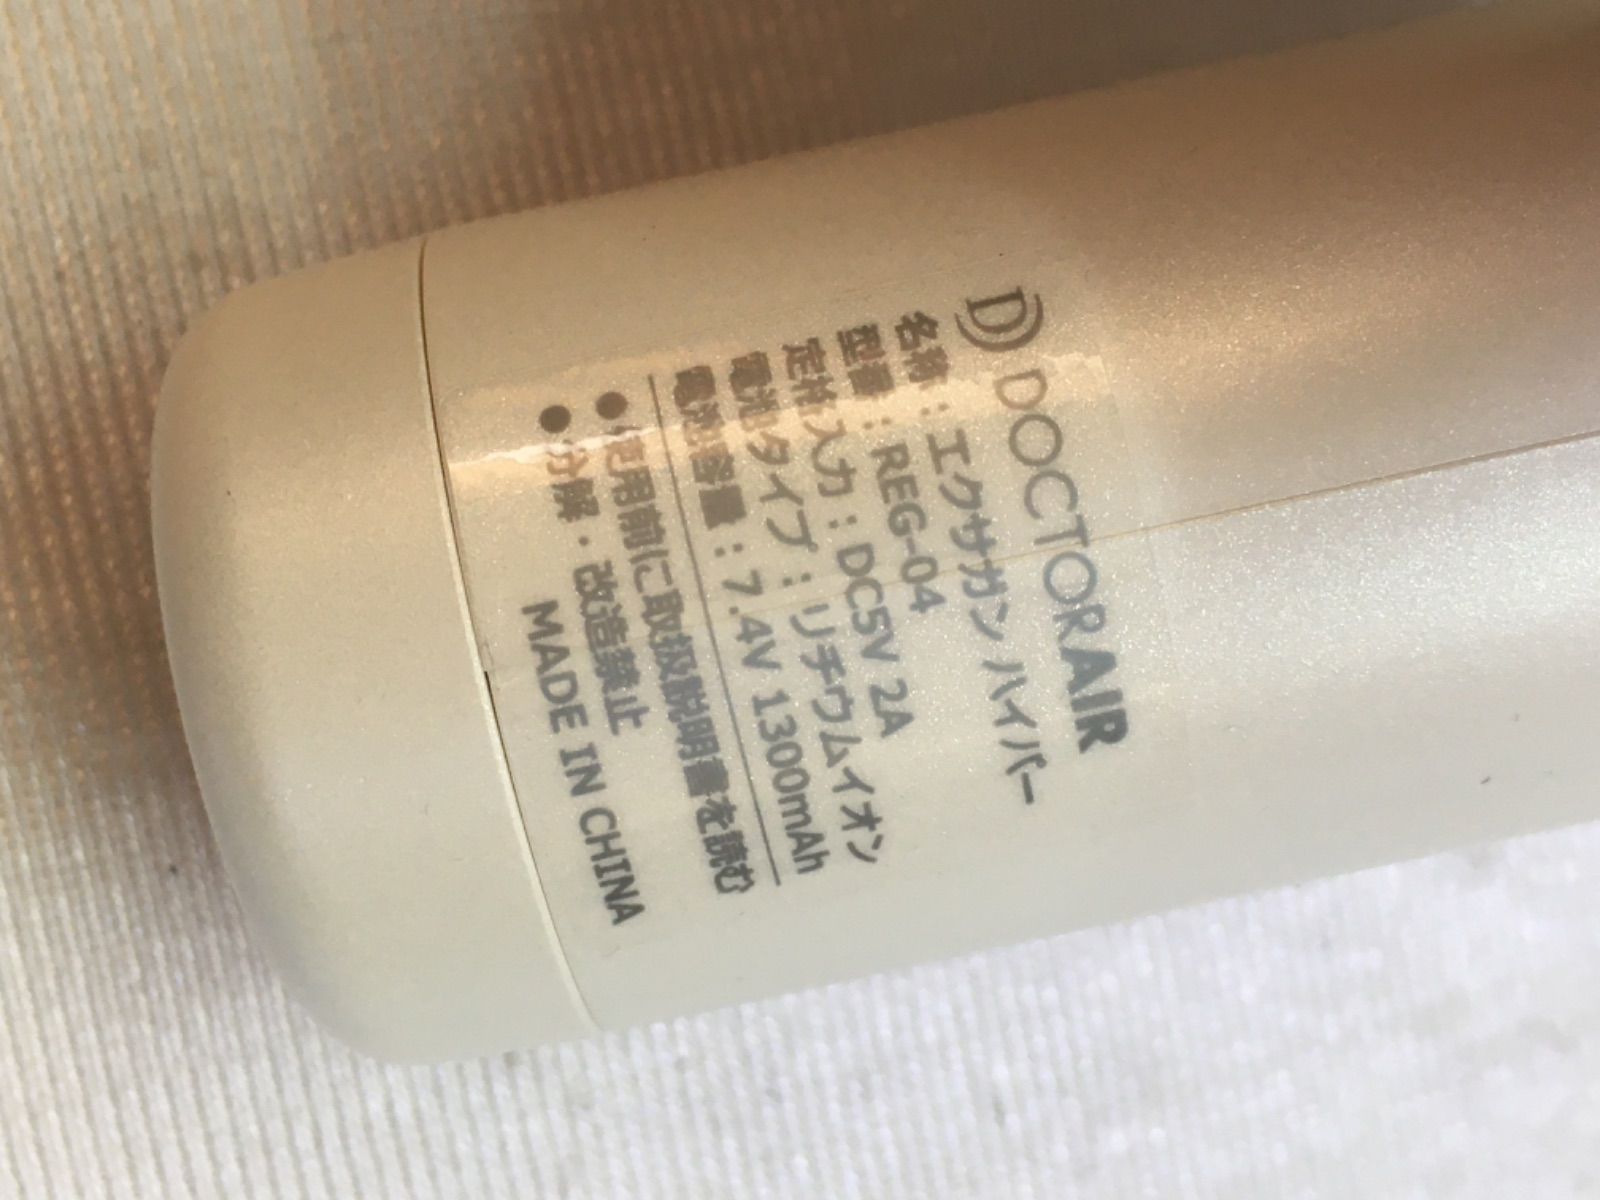 DOCTORAIR
名称：エクサガン ハイパー
型番：REG-04
定格入力：DC5V 2A
電池タイプ：リチウムイオン
電池容量：7.4V 1300mAh
●使用前に取扱説明書を読む
●分解・改造禁止
MADE IN CHINA